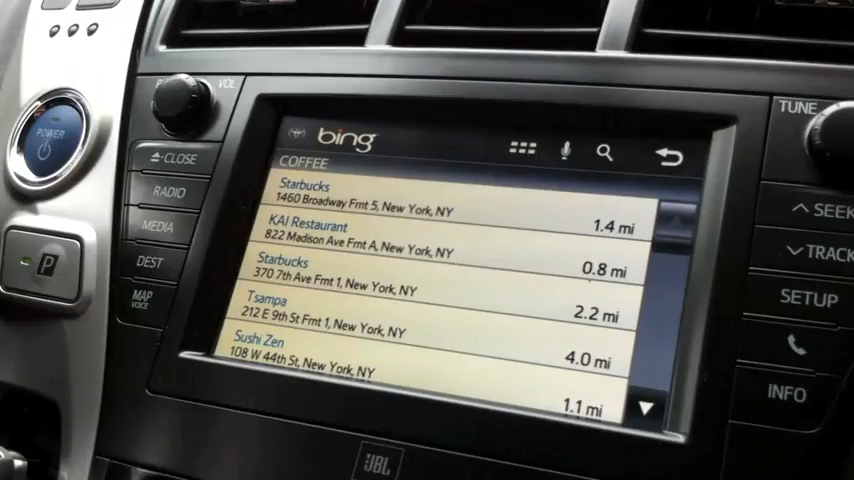 VOL
POWER
CLOSE
RADIO
MEDIA
DEST
MAP
VOICE
P
bing
COFFEE
Starbucks
1460 Broadway Frnt 5, New York, NY
1.4 mi
KAI Restaurant
822 Madison Ave Frnt A, New York, NY
0.8 mi
Starbucks
370 7th Ave Frnt 1, New York, NY
2.2 mi
Tsampa
212 E 9th St Frnt 1, New York, NY
4.0 mi
Sushi Zen
108 W 44th St, New York, NY
1.1 mi
TUNE
SEEK
TRACK
SETUP
INFO
JBL